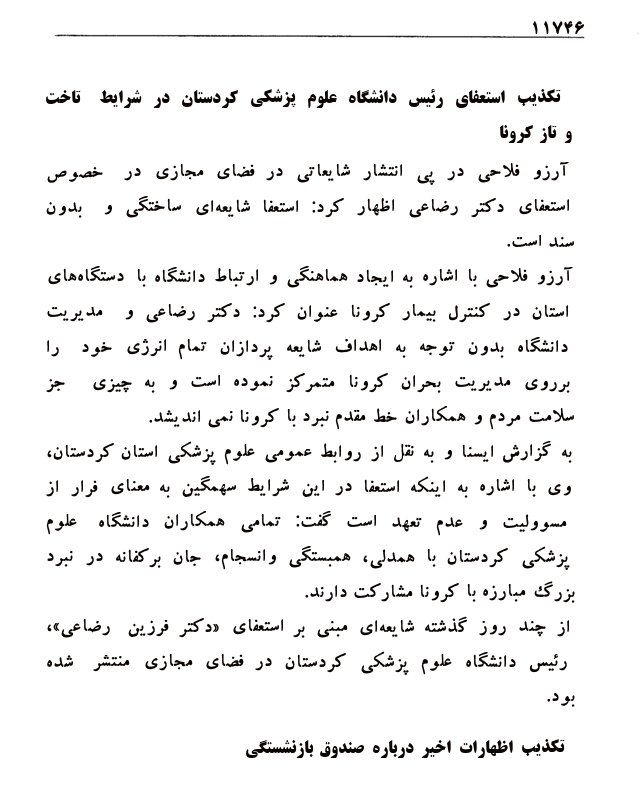 ۱۱۷۴۶
تکذیب استعفای رئیس دانشگاه علوم پزشکی کردستان در شرایط تاخت
و تاز کرونا
آرزو فلاحی در پی انتشار شایعاتی در فضای مجازی در خصوص
استعفای دکتر رضاعی اظهار کرد: استعفا شایعه‌ای ساختگی و بدون
سند است.
آرزو فلاحی با اشاره به ایجاد هماهنگی و ارتباط دانشگاه با دستگاه‌های
استان در کنترل بیمار کرونا عنوان کرد: دکتر رضاعی و مدیریت
دانشگاه بدون توجه به اهداف شایعه پردازان تمام انرژی خود را
برروی مدیریت بحران کرونا متمرکز نموده است و به چیزی جز
سلامت مردم و همکاران خط مقدم نبرد با کرونا نمی اندیشد.
به گزارش ایسنا و به نقل از روابط عمومی علوم پزشکی استان کردستان،
وی با اشاره به اینکه استعفا در این شرایط سهمگین به معنای فرار از
مسوولیت و عدم تعهد است گفت: تمامی همکاران دانشگاه علوم
پزشکی کردستان با همدلی، همبستگی وانسجام، جان برکفانه در نبرد
بزرگ مبارزه با کرونا مشارکت دارند.
از چند روز گذشته شایعه‌ای مبنی بر استعفای «دکتر فرزین رضاعی»،
رئیس دانشگاه علوم پزشکی کردستان در فضای مجازی منتشر شده
بود.
تکذیب اظهارات اخیر درباره صندوق بازنشستگی